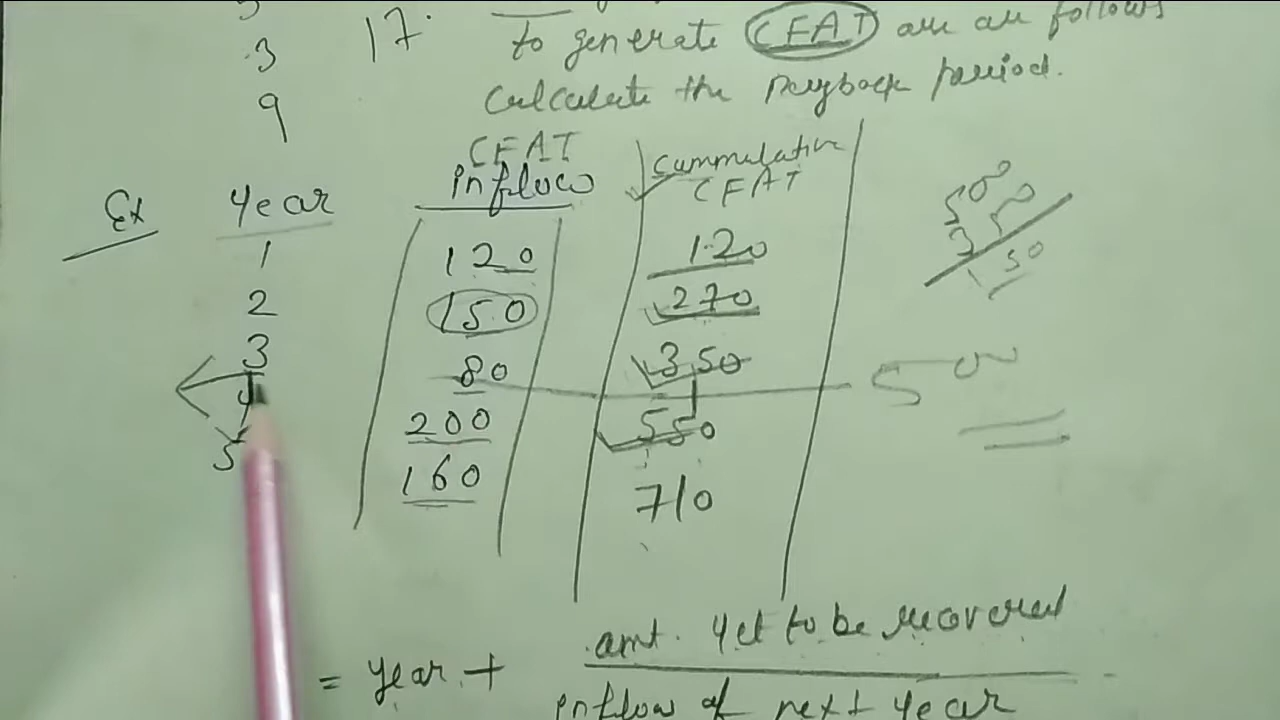 3
17.
9
to generate CFAT are as follows
calculate the Payback period.
Ex
Year
CFAT
inflow
Cummulative
CFAT
1 120 120
2 150 270
3 80 350
4 200 550
5 160 710
500
350
150
500
= year + amt. yet to be recovered
inflow of next year